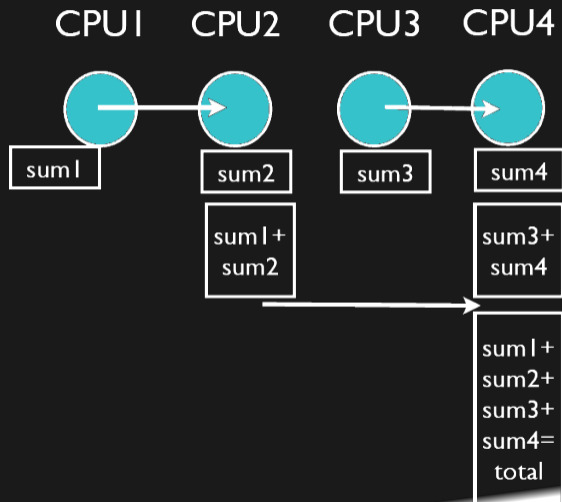 CPU1 CPU2 CPU3 CPU4
sum1 sum2 sum3 sum4
sum1+ sum3+
sum2 sum4
sum1+
sum2+
sum3+
sum4=
total